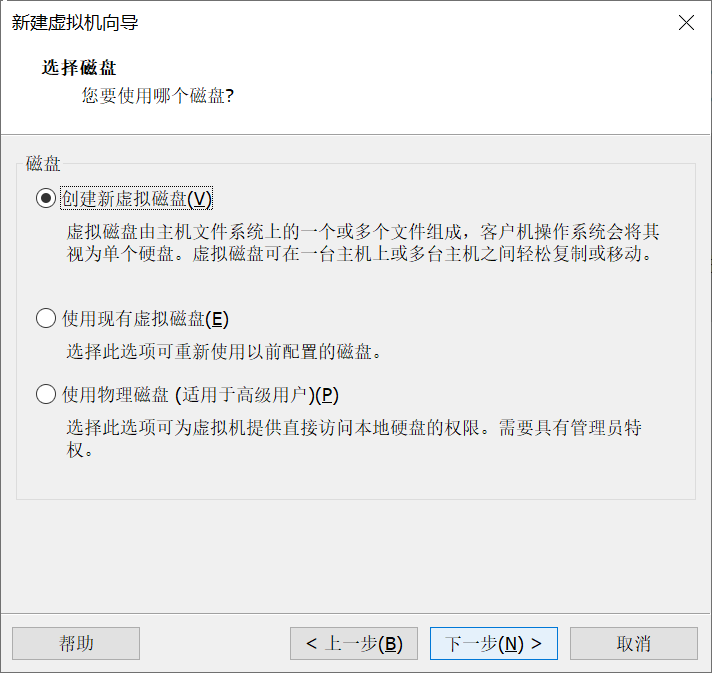 新建虚拟机向导
选择磁盘
您要使用哪个磁盘?
磁盘
创建新虚拟磁盘(V)
虚拟磁盘由主机文件系统上的一个或多个文件组成，客户机操作系统会将其
视为单个硬盘。虚拟磁盘可在一台主机上或多台主机之间轻松复制或移动。
使用现有虚拟磁盘(E)
选择此选项可重新使用以前配置的磁盘。
使用物理磁盘 (适用于高级用户)(P)
选择此选项可为虚拟机提供直接访问本地硬盘的权限。需要具有管理员特
权。
帮助
< 上一步(B)
下一步(N) >
取消